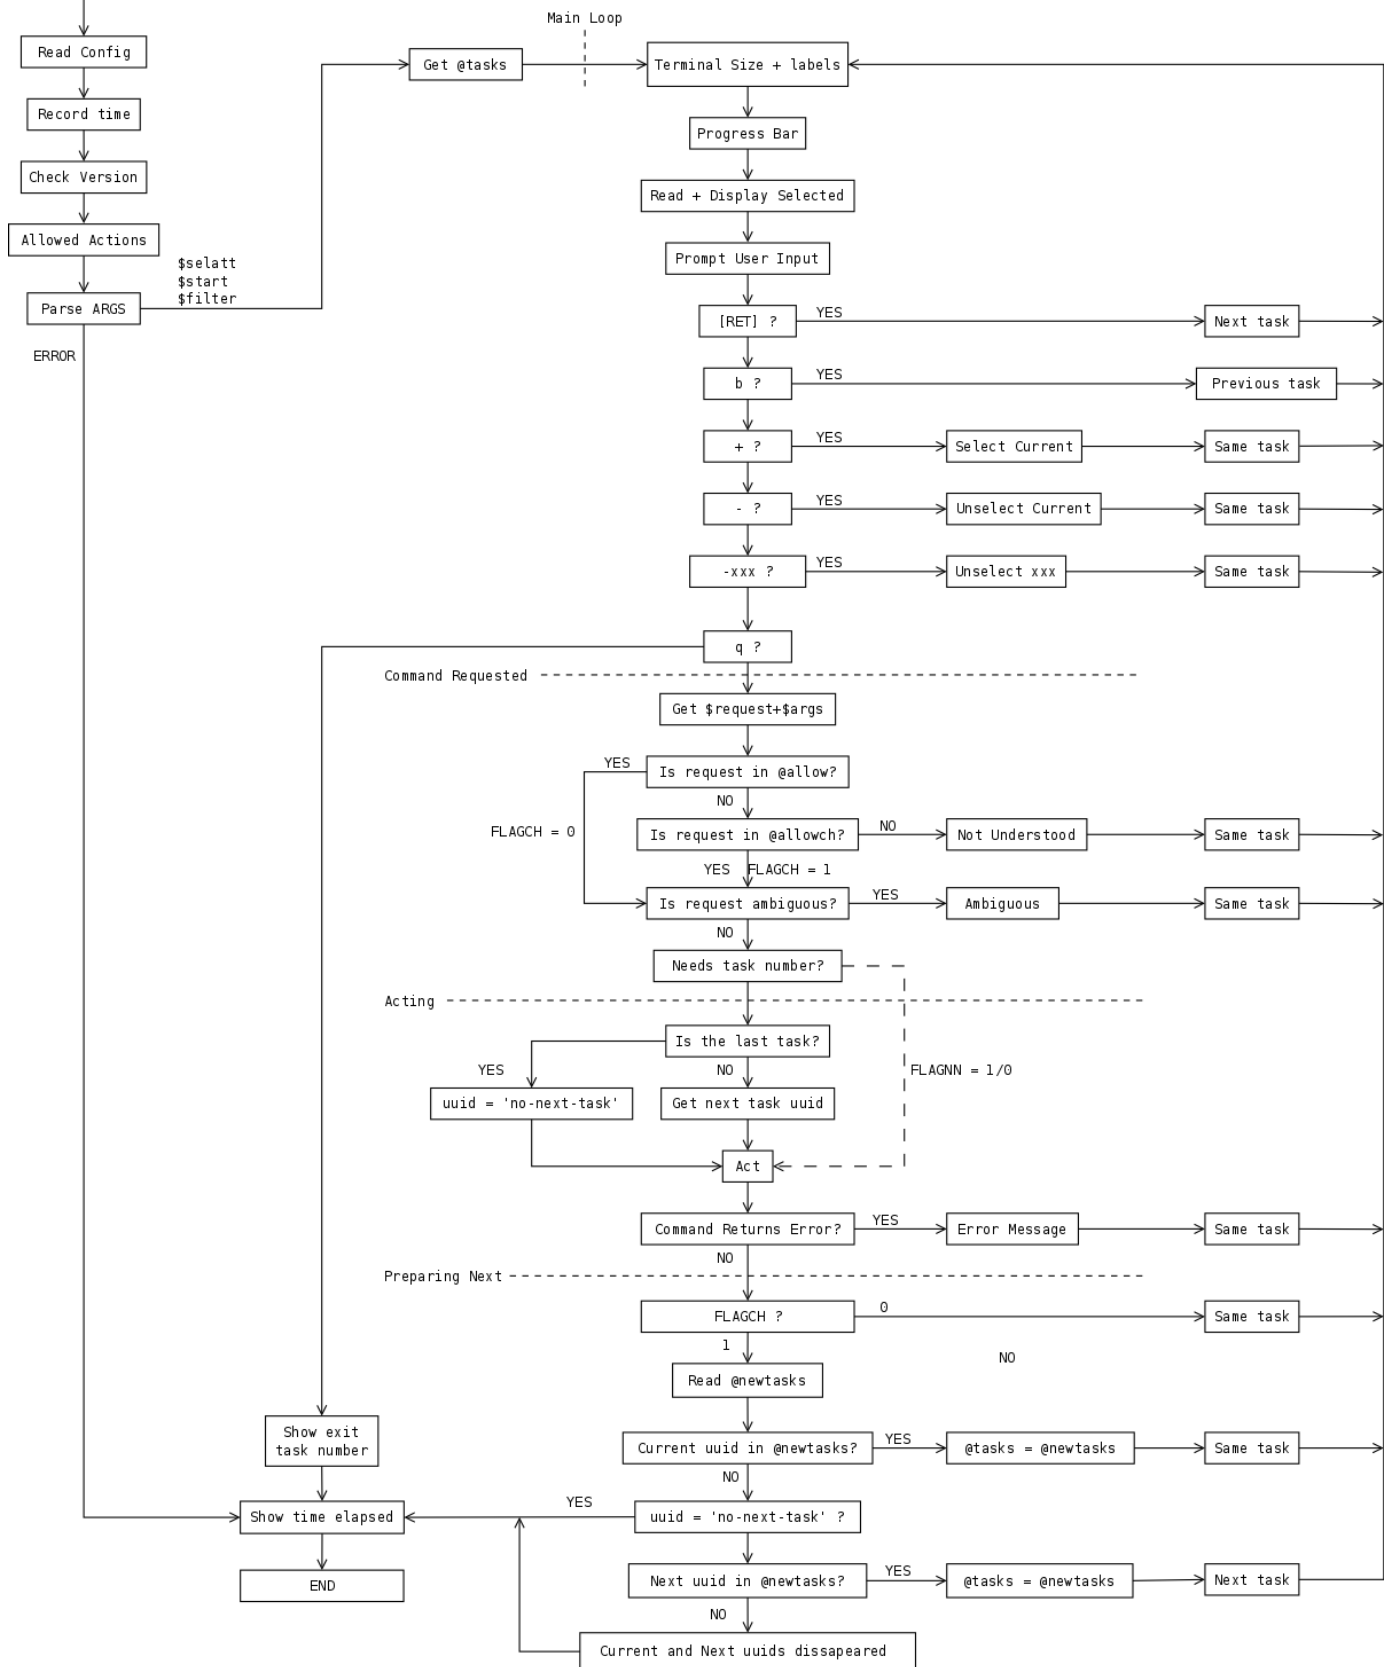 Main Loop
Read Config
Get @tasks
Terminal Size + labels
Record time
Progress Bar
Check Version
Read + Display Selected
Allowed Actions
Prompt User Input
$selatt
$start
$filter
Parse ARGS
[RET] ?
YES
Next task
ERROR
b ?
YES
Previous task
+ ?
YES
Select Current
Same task
- ?
YES
Unselect Current
Same task
-xxx ?
YES
Unselect xxx
Same task
q ?
Command Requested
Get $request+$args
YES
Is request in @allow?
NO
FLAGCH = 0
Is request in @allowch?
NO
Not Understood
Same task
YES
FLAGCH = 1
Is request ambiguous?
YES
Ambiguous
Same task
NO
Needs task number?
Acting
Is the last task?
YES
NO
FLAGNN = 1/0
uuid = 'no-next-task'
Get next task uuid
Act
Command Returns Error?
YES
Error Message
Same task
NO
Preparing Next
FLAGCH ?
0
Same task
1
NO
Read @newtasks
Show exit
task number
Current uuid in @newtasks?
YES
@tasks = @newtasks
Same task
NO
Show time elapsed
YES
uuid = 'no-next-task' ?
END
Next uuid in @newtasks?
YES
@tasks = @newtasks
Next task
NO
Current and Next uuids dissapeared